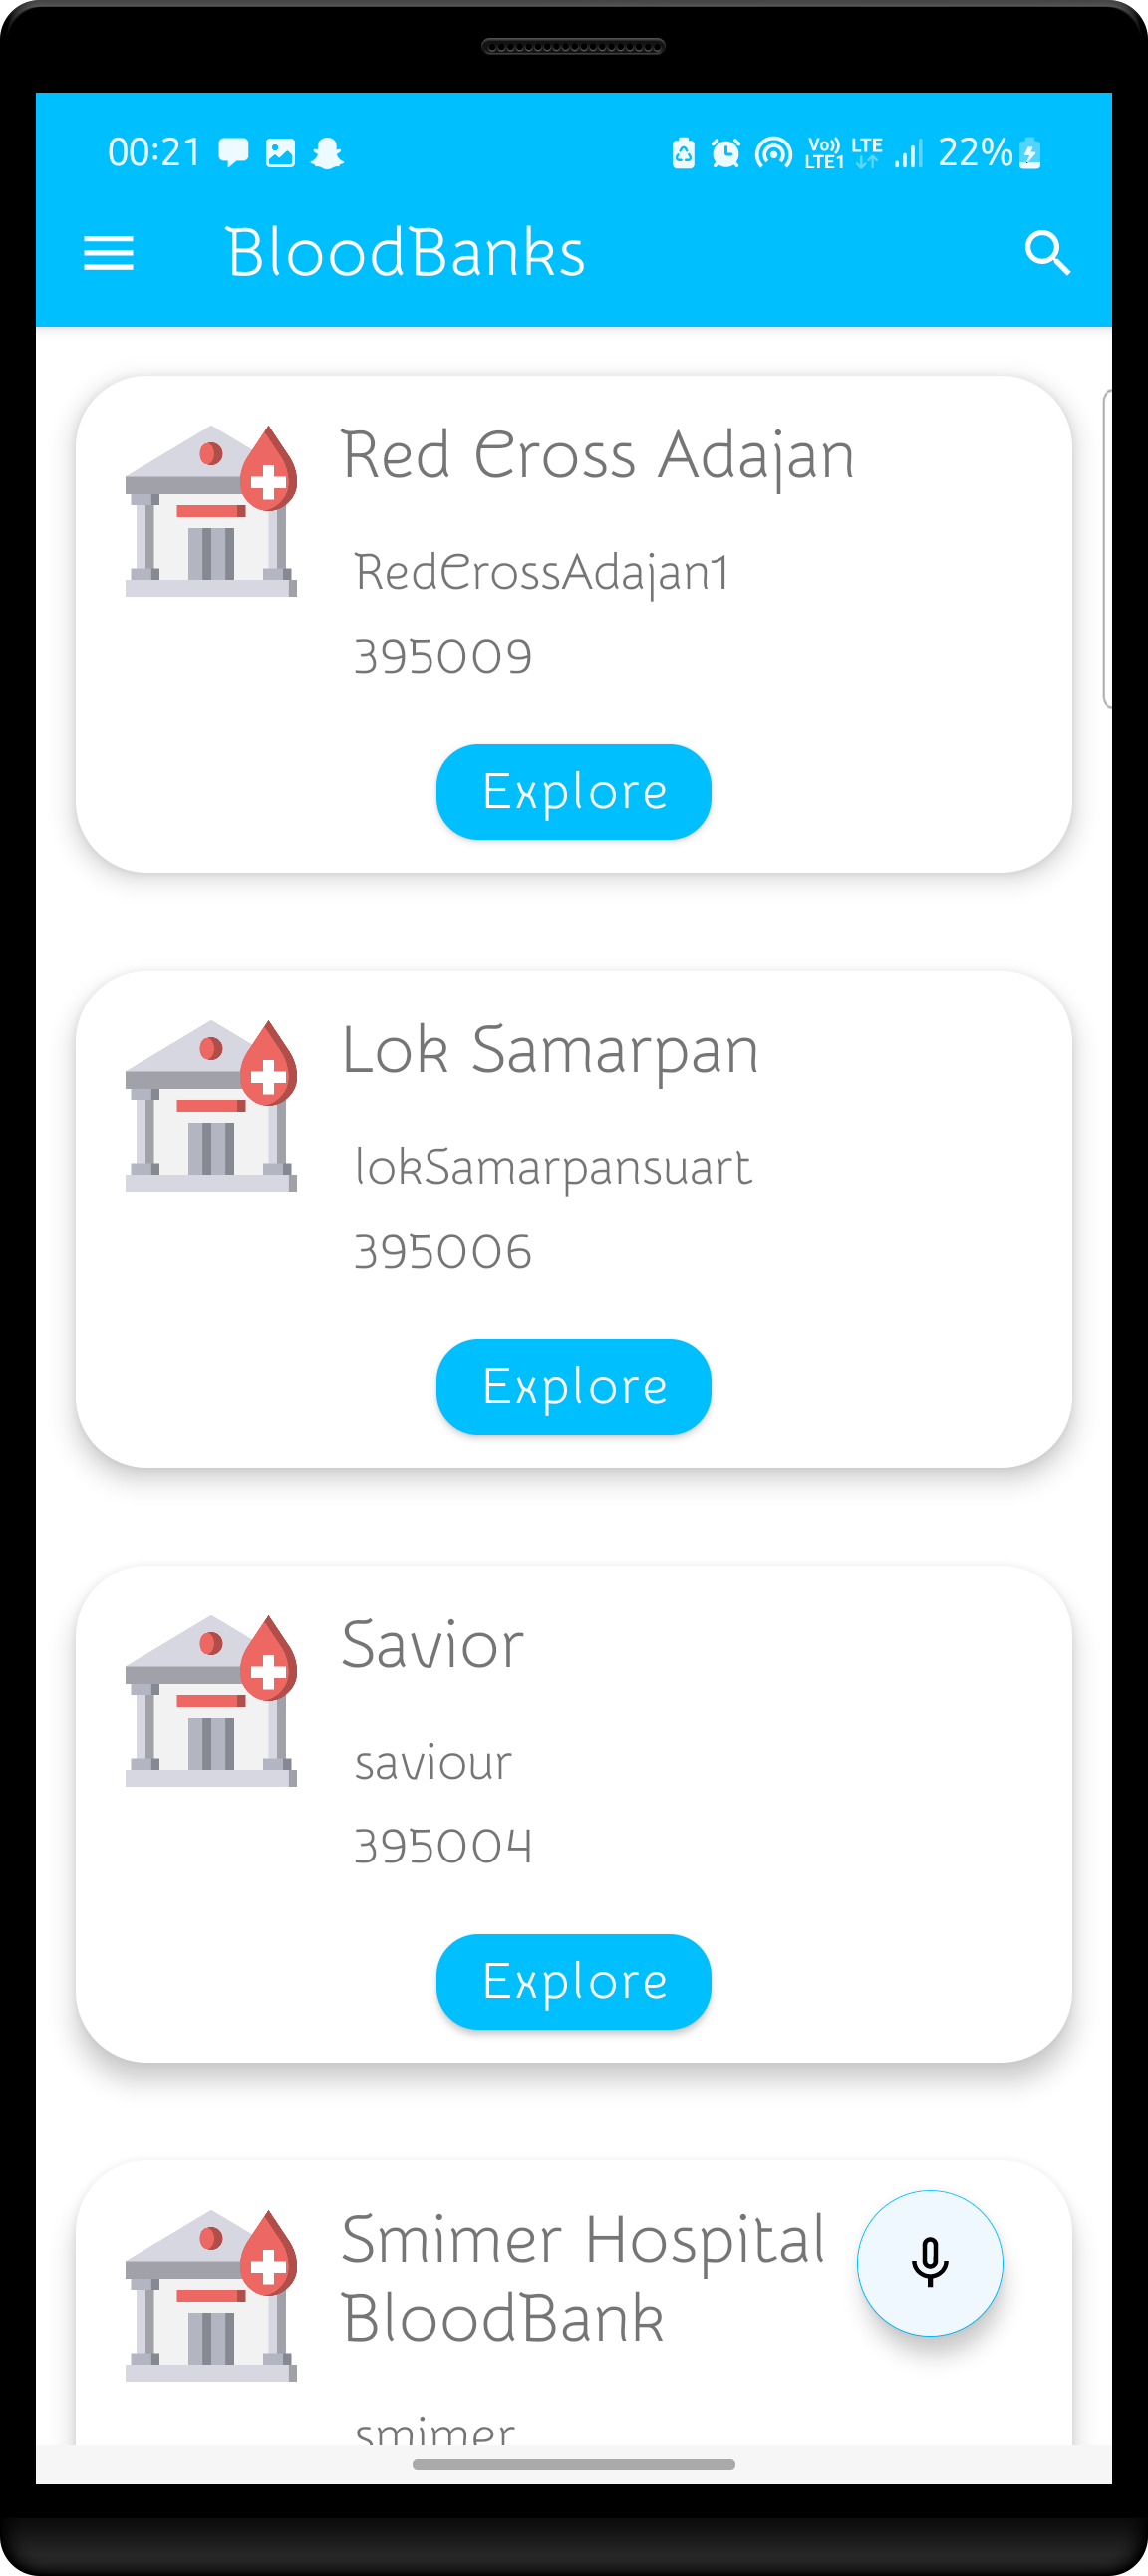 00:21
Vo)) LTE
LTE1
22%
BloodBanks
Red Cross Adajan
RedCrossAdajan1
395009
Explore
Lok Samarpan
lokSamarpansuart
395006
Explore
Savior
saviour
395004
Explore
Smimer Hospital
BloodBank
smimer